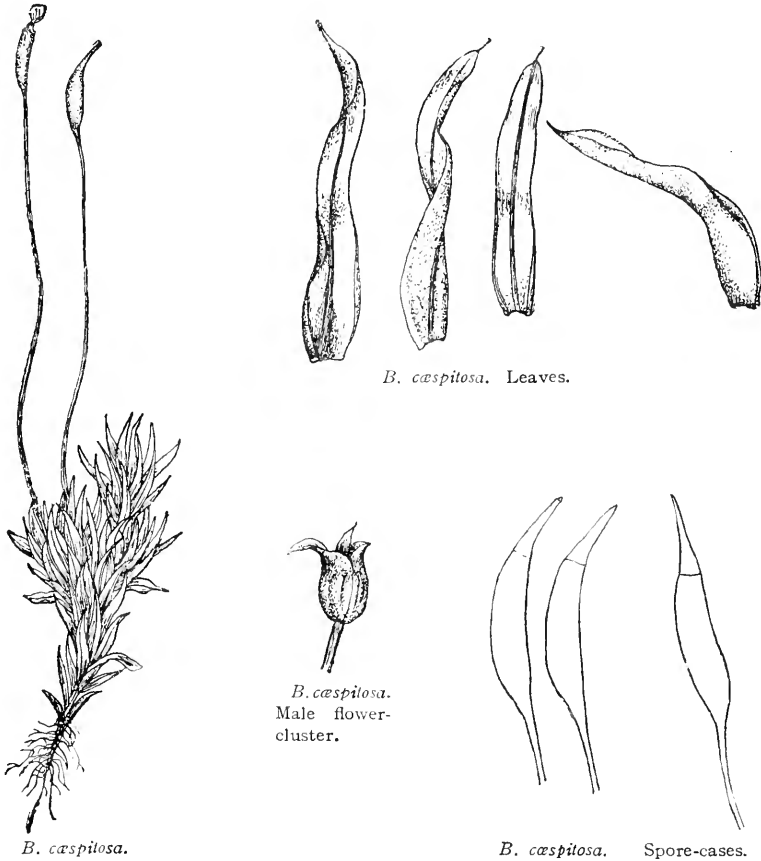 B. cæspitosa. Leaves.
B. cæspitosa.
Male flower-
cluster.
B. cæspitosa.
B. cæspitosa. Spore-cases.